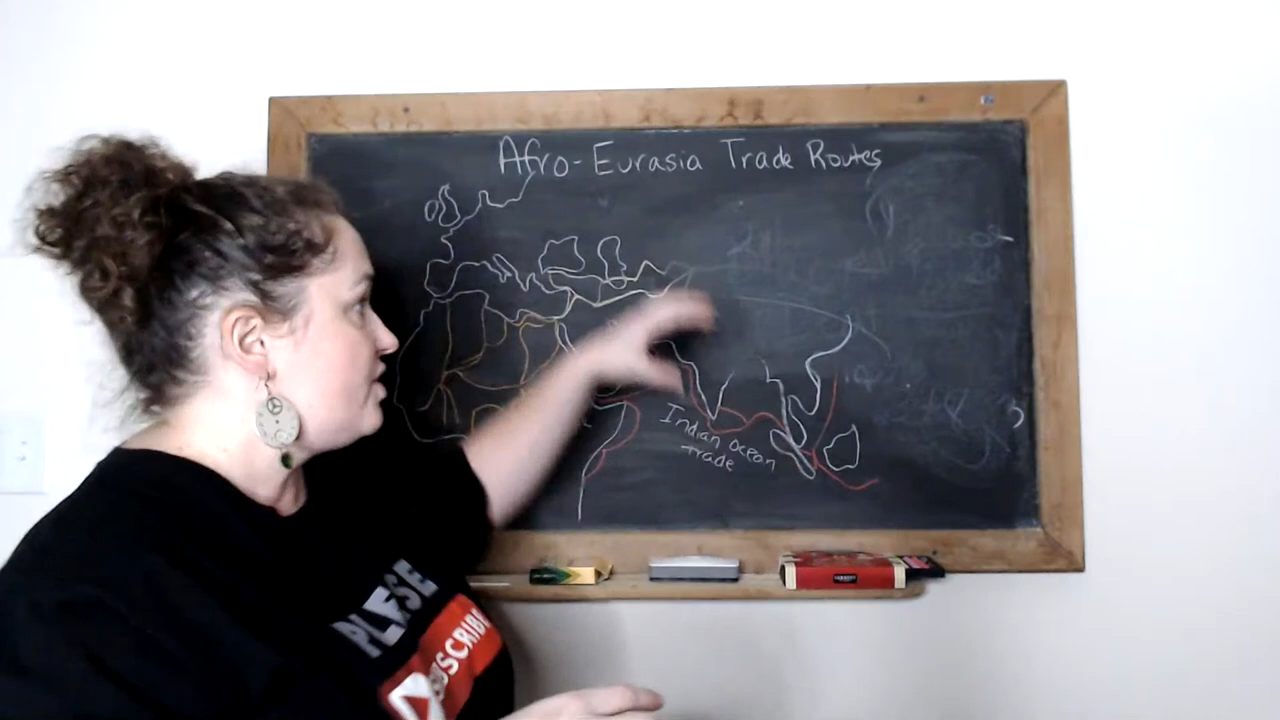 Afro-Eurasia Trade Routes
Indian Ocean
trade
PLEASE
SUBSCRIBE